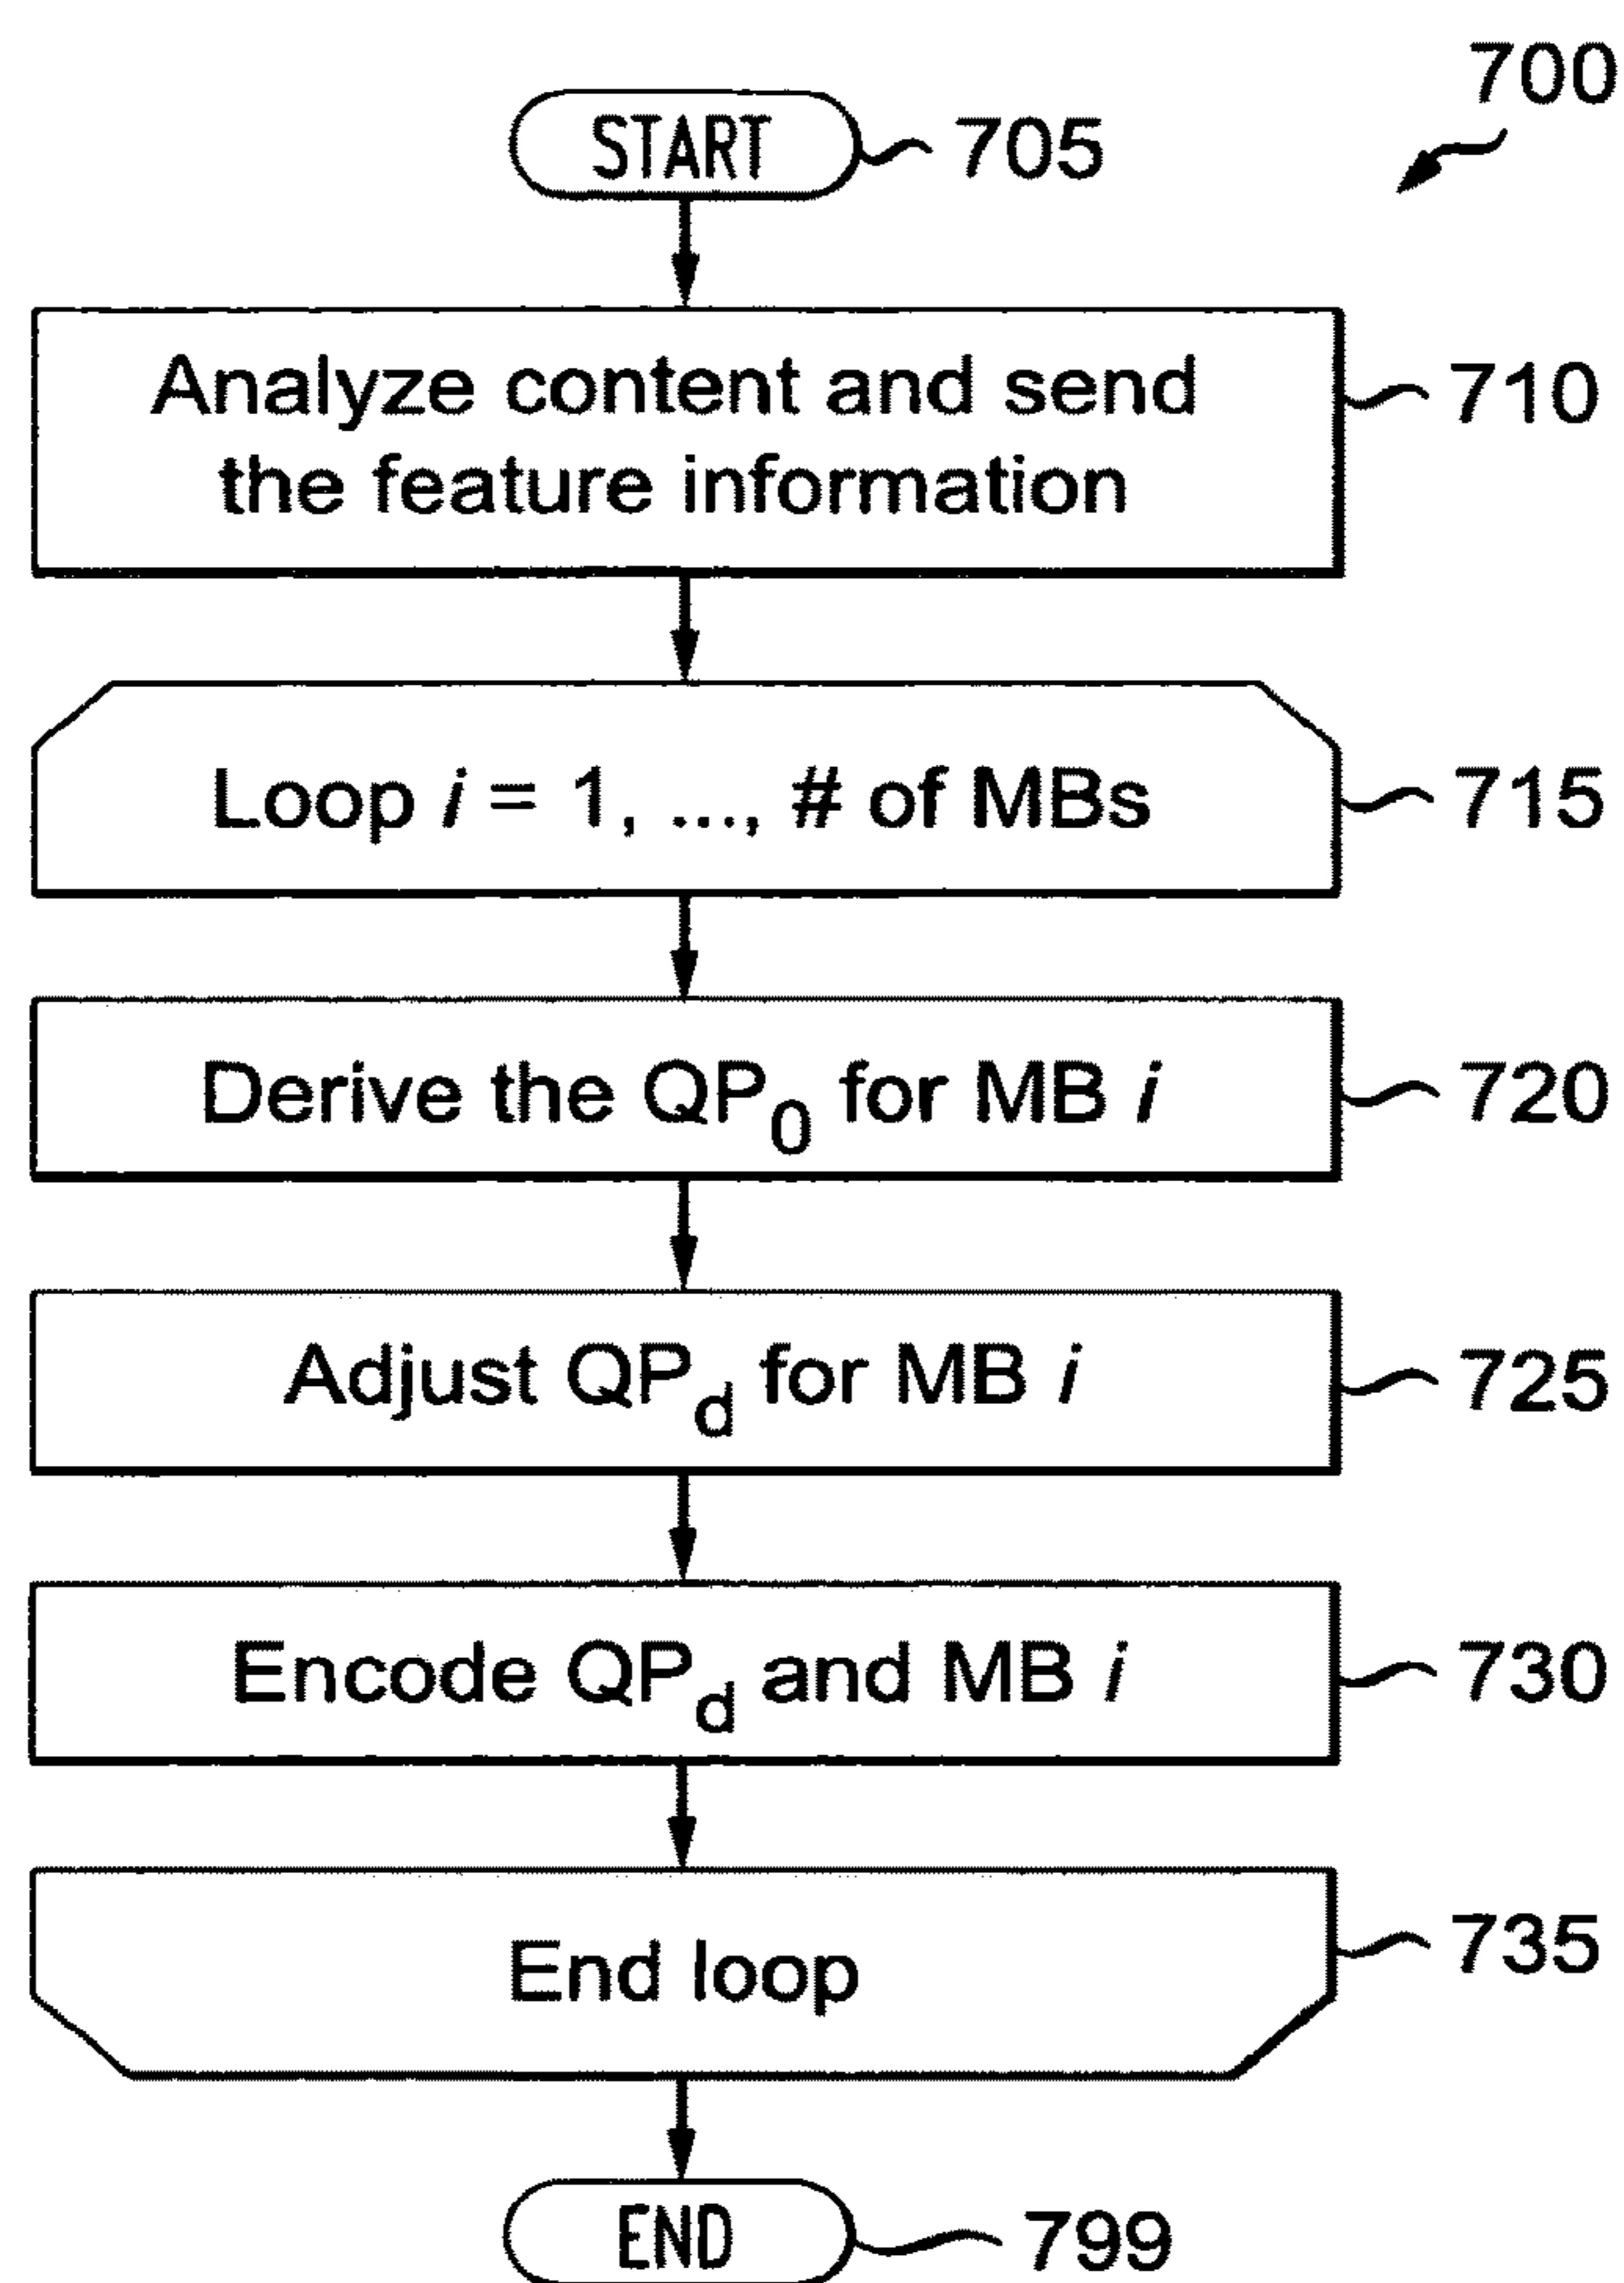 700
START 705
Analyze content and send
the feature information
710
Loop i = 1, ..., # of MBs 715
Derive the QP0 for MB i 720
Adjust QPd for MB i 725
Encode QPd and MB i 730
End loop 735
END 799